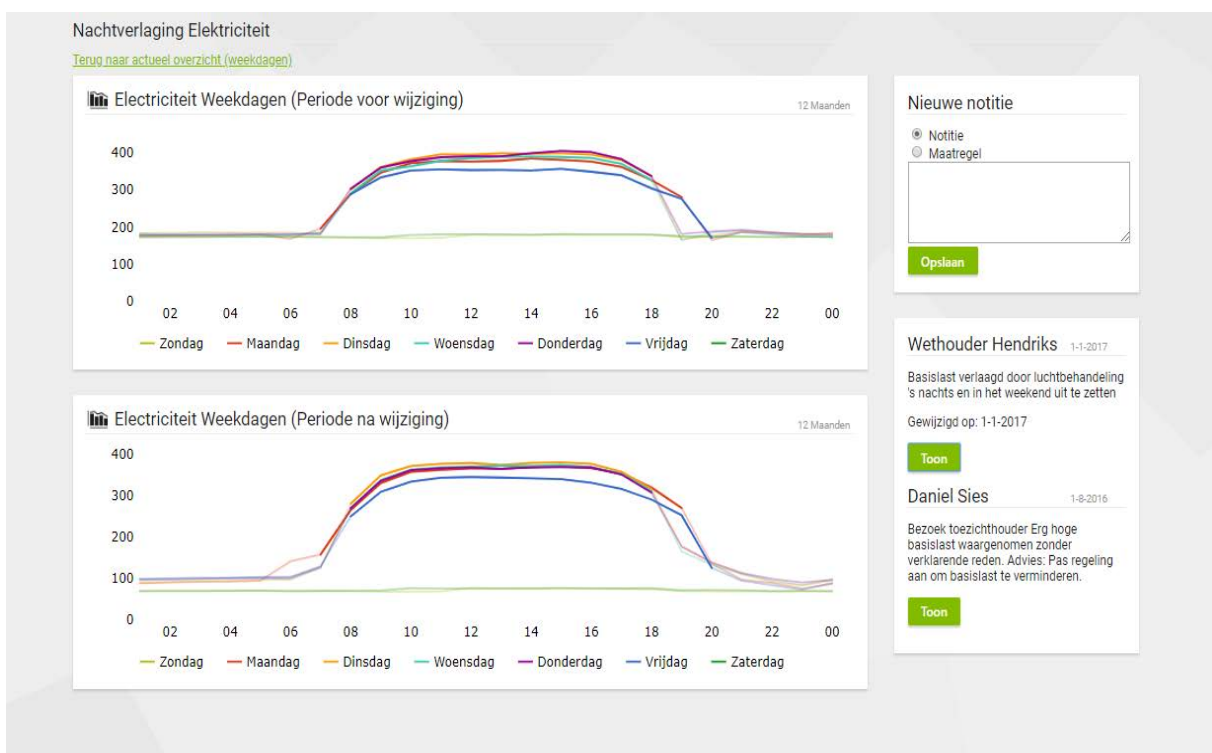 Nachtverlaging Elektriciteit
Terug naar actueel overzicht (weekdagen)
Electriciteit Weekdagen (Periode voor wijziging)
12 Maanden
400
300
200
100
0
02 04 06 08 10 12 14 16 18 20 22 00
Zondag Maandag Dinsdag Woensdag Donderdag Vrijdag Zaterdag
Electriciteit Weekdagen (Periode na wijziging)
12 Maanden
400
300
200
100
0
02 04 06 08 10 12 14 16 18 20 22 00
Zondag Maandag Dinsdag Woensdag Donderdag Vrijdag Zaterdag
Nieuwe notitie
Notitie
Maatregel
Opslaan
Wethouder Hendriks 1-1-2017
Basislast verlaagd door luchtbehandeling
's nachts en in het weekend uit te zetten
Gewijzigd op: 1-1-2017
Toon
Daniel Sies 1-8-2016
Bezoek toezichthouder Erg hoge
basislast waargenomen zonder
verklarende reden. Advies: Pas regeling
aan om basislast te verminderen.
Toon